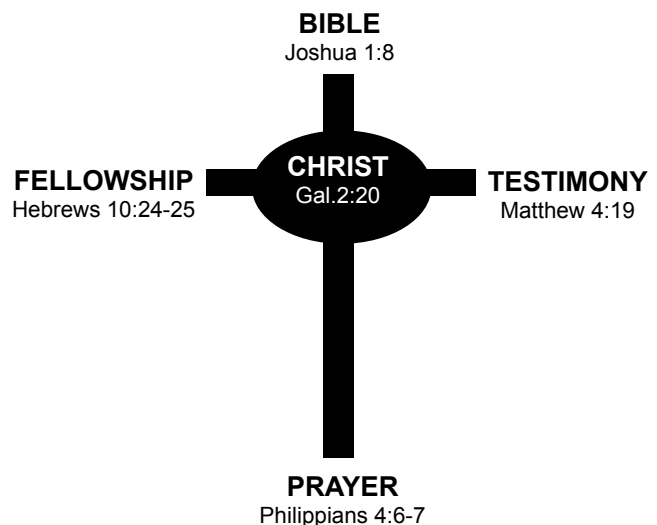 BIBLE
Joshua 1:8
CHRIST
Gal.2:20
FELLOWSHIP
Hebrews 10:24-25
TESTIMONY
Matthew 4:19
PRAYER
Philippians 4:6-7